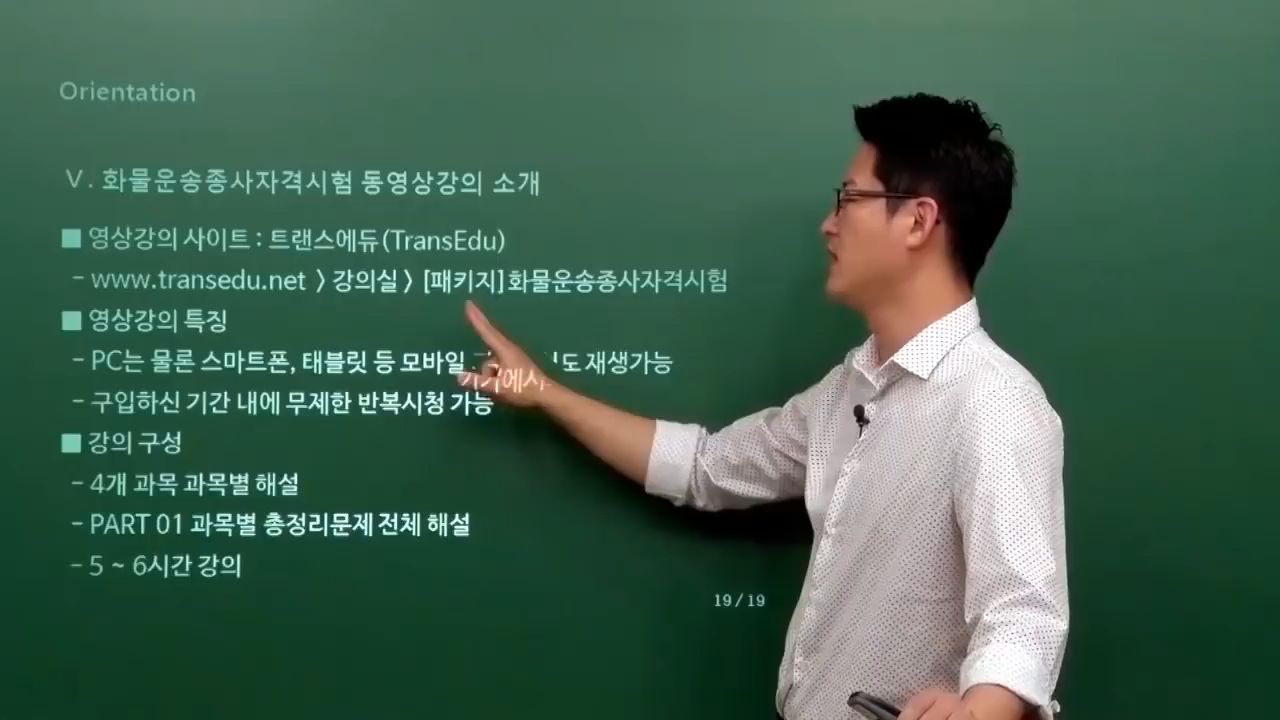 Orientation
Ⅴ. 화물운송종사자격시험 동영상강의 소개
■ 영상강의 사이트 : 트랜스에듀(TransEdu)
- www.transedu.net > 강의실 > [패키지]화물운송종사자격시험
■ 영상강의 특징
- PC는 물론 스마트폰, 태블릿 등 모바일 기기에서도 재생가능
- 구입하신 기간 내에 무제한 반복시청 가능
■ 강의 구성
- 4개 과목 과목별 해설
- PART 01 과목별 총정리문제 전체 해설
- 5 ~ 6시간 강의
19 / 19